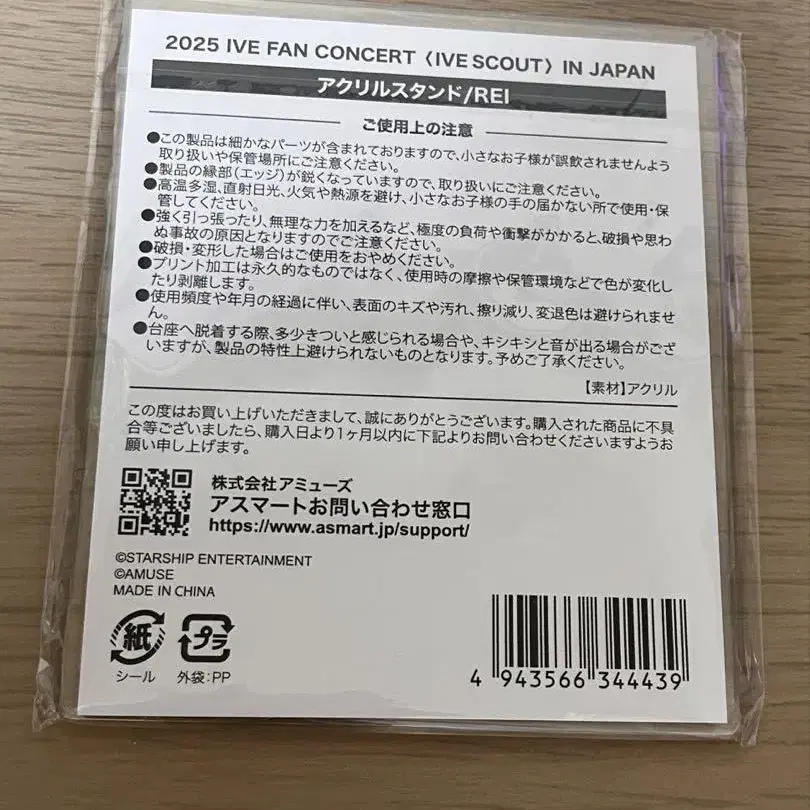 2025 IVE FAN CONCERT〈IVE SCOUT〉IN JAPAN
アクリルスタンド/REI
ご使用上の注意
●この製品は細かなパーツが含まれておりますので、小さなお子様が誤飲されませんよう
取り扱いや保管場所にご注意ください。
●製品の縁部(エッジ)が鋭くなっていますので、取り扱いにご注意ください。
●高温多湿、直射日光、火気や熱源を避け、小さなお子様の手の届かない所で使用・保
管してください。
●強く引っ張ったり、無理な力を加えるなど、極度の負荷や衝撃がかかると、破損や思わ
ぬ事故の原因となりますのでご注意ください。
●破損・変形した場合はご使用をおやめください。
●プリント加工は永久的なものではなく、使用時の摩擦や保管環境などで色が変化し
たり剥離します。
●使用頻度や年月の経過に伴い、表面のキズや汚れ、擦り減り、変退色は避けられませ
ん。
●台座へ脱着する際、多少きついと感じられる場合や、キシキシと音が出る場合がござ
いますが、製品の特性上避けられないものとなります。予めご了承ください。
【素材】アクリル
この度はお買い上げいただきまして、誠にありがとうございます。購入された商品に不具
合等ございましたら、購入日より1ヶ月以内に下記よりお問い合わせくださいますようお
願い申し上げます。
株式会社アミューズ
アスマートお問い合わせ窓口
https://www.asmart.jp/support/
©STARSHIP ENTERTAINMENT
©AMUSE
MADE IN CHINA
紙 プラ
シール 外袋:PP
4 943566 344439